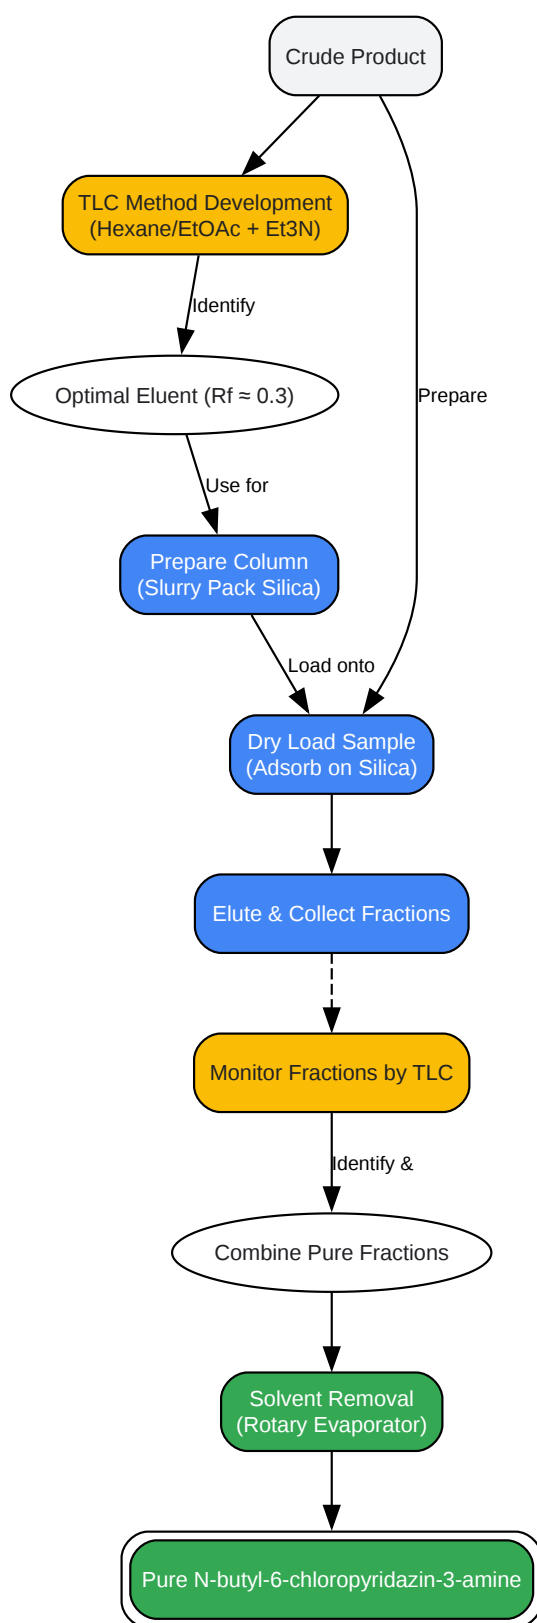 Crude Product
TLC Method Development
(Hexane/EtOAc + Et3N)
Identify
Optimal Eluent (Rf ≈ 0.3)
Prepare
Use for
Prepare Column
(Slurry Pack Silica)
Load onto
Dry Load Sample
(Adsorb on Silica)
Elute & Collect Fractions
Monitor Fractions by TLC
Identify &
Combine Pure Fractions
Solvent Removal
(Rotary Evaporator)
Pure N-butyl-6-chloropyridazin-3-amine